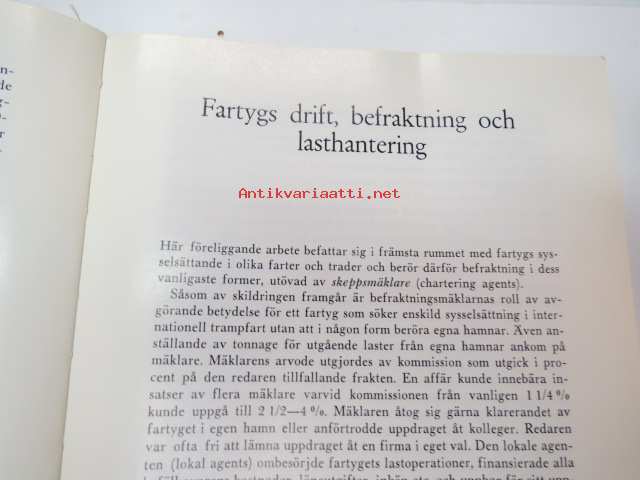 n-
de
g-
r
Fartygs drift, befraktning och
lasthantering
Antikvariaatti.net
Här föreliggande arbete befattar sig i främsta rummet med fartygs sys-
selsättande i olika farter och trader och berör därför befraktning i dess
vanligaste former, utövad av skeppsmäklare (chartering agents).
Såsom av skildringen framgår är befraktningsmäklarnas roll av av-
görande betydelse för ett fartyg som söker enskild sysselsättning i inter-
nationell trampfart utan att i någon form beröra egna hamnar. Även an-
ställande av tonnage för utgående laster från egna hamnar ankom på
mäklare. Mäklarens arvode utgjordes av kommission som utgick i pro-
cent på den redaren tillfallande frakten. En affär kunde innebära in-
satser av flera mäklare varvid kommissionen från vanligen 1 1/4 %
kunde uppgå till 2 1/2—4 %. Mäklaren åtog sig gärna klarerandet av
fartyget i egen hamn eller anförtrodde uppdraget åt kolleger. Redaren
var ofta fri att lämna uppdraget åt en firma i eget val. Den lokale agen-
ten (lokal agents) ombesörjde fartygets lastoperationer, finansierade alla